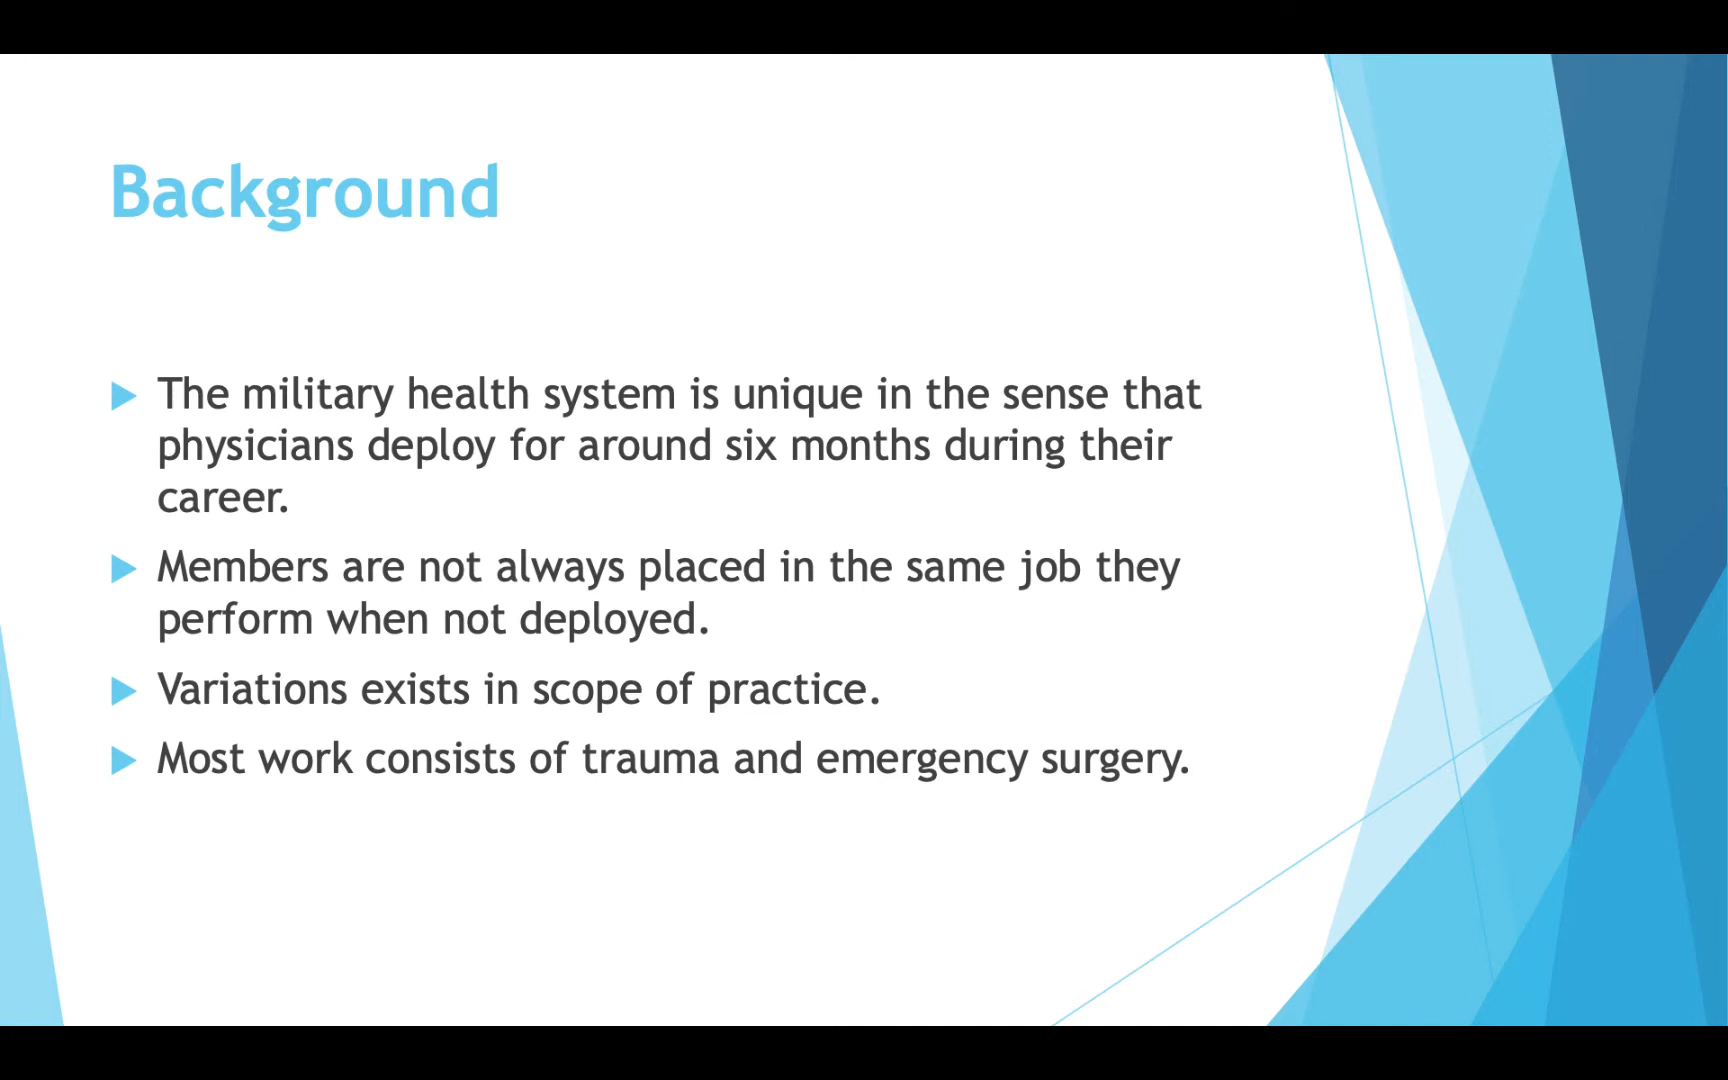 Background
The military health system is unique in the sense that
physicians deploy for around six months during their
career.
Members are not always placed in the same job they
perform when not deployed.
Variations exists in scope of practice.
Most work consists of trauma and emergency surgery.